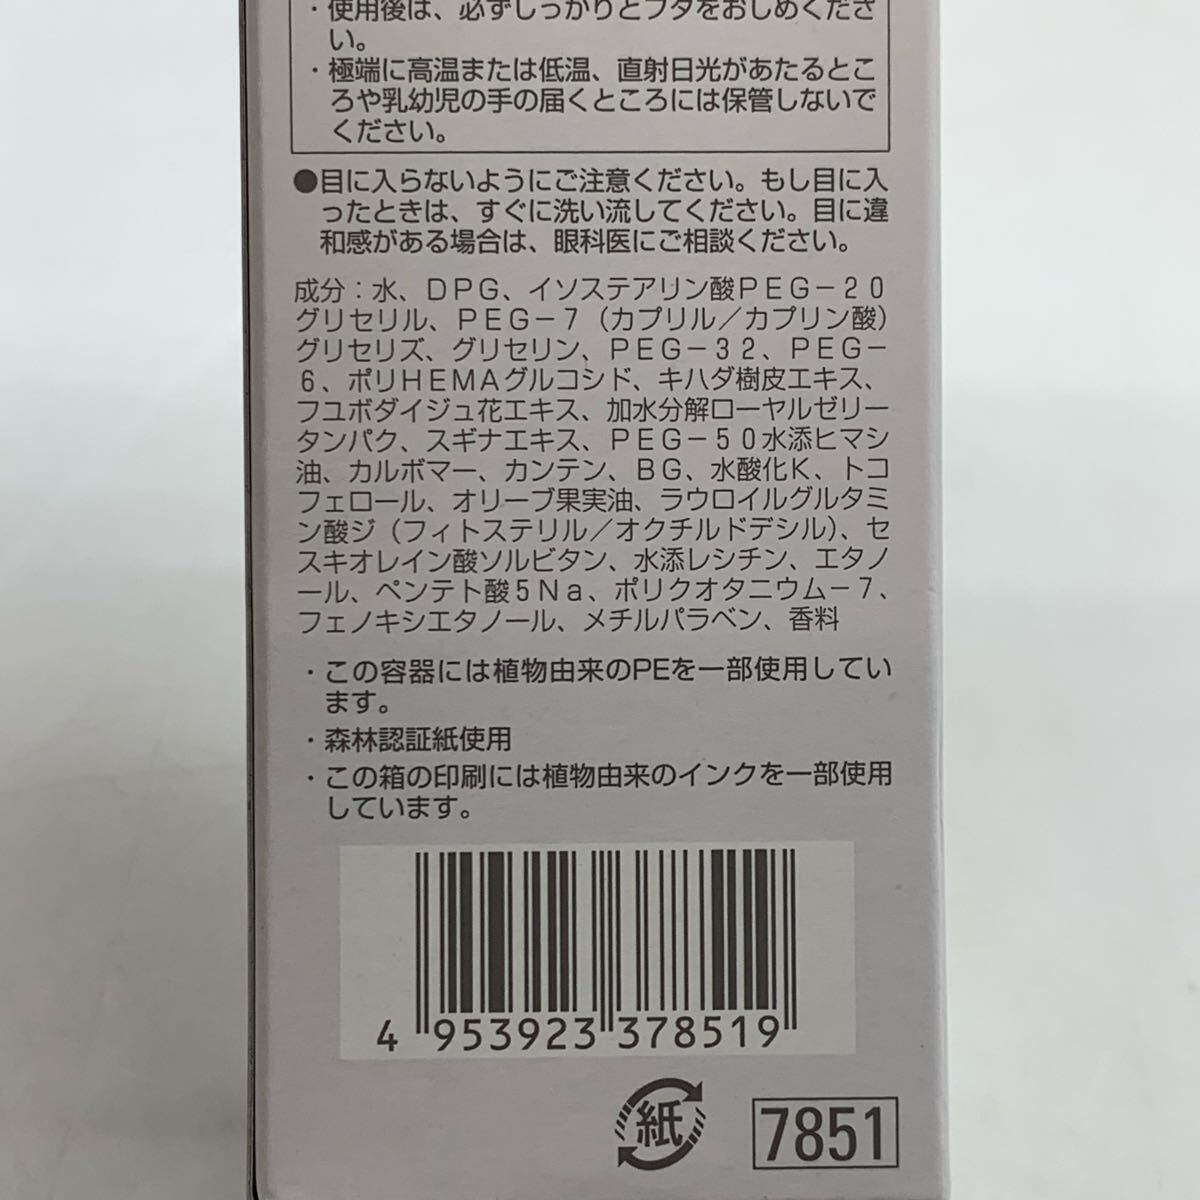 ・使用後は、必ずしっかりとフタをおしめくださ
い。
・極端に高温または低温、直射日光があたるとこ
ろや乳幼児の手の届くところには保管しないで
ください。
●目に入らないようにご注意ください。もし目に入
ったときは、すぐに洗い流してください。目に違
和感がある場合は、眼科医にご相談ください。
成分：水、DPG、イソステアリン酸PEG－20
グリセリル、PEG－7（カプリル／カプリン酸）
グリセリズ、グリセリン、PEG－32、PEG－
6、ポリHEMAグルコシド、キハダ樹皮エキス、
フユボダイジュ花エキス、加水分解ローヤルゼリー
タンパク、スギナエキス、PEG－50水添ヒマシ
油、カルボマー、カンテン、BG、水酸化K、トコ
フェロール、オリーブ果実油、ラウロイルグルタミ
ン酸ジ（フィトステリル／オクチルドデシル）、セ
スキオレイン酸ソルビタン、水添レシチン、エタノ
ール、ペンテト酸5Na、ポリクオタニウム－7、
フェノキシエタノール、メチルパラベン、香料
・この容器には植物由来のPEを一部使用してい
ます。
・森林認証紙使用
・この箱の印刷には植物由来のインクを一部使用
しています。
4 953923 378519
紙
7851